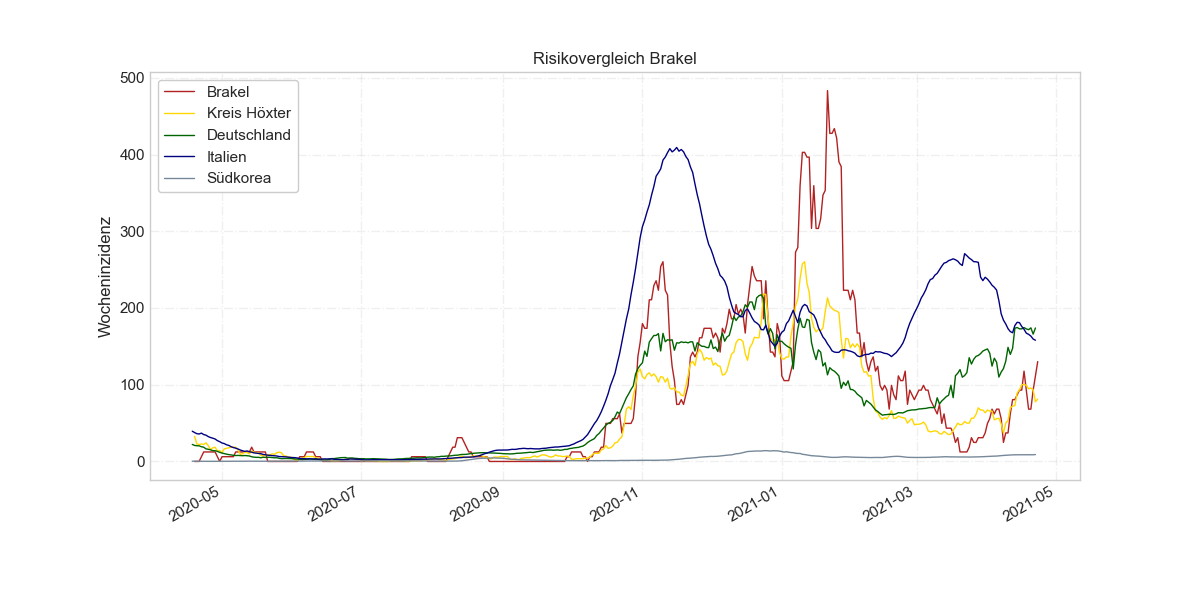 Risikovergleich Brakel
Wocheninzidenz
500
400
300
200
100
0
Brakel
Kreis Höxter
Deutschland
Italien
Südkorea
2020-05
2020-07
2020-09
2020-11
2021-01
2021-03
2021-05